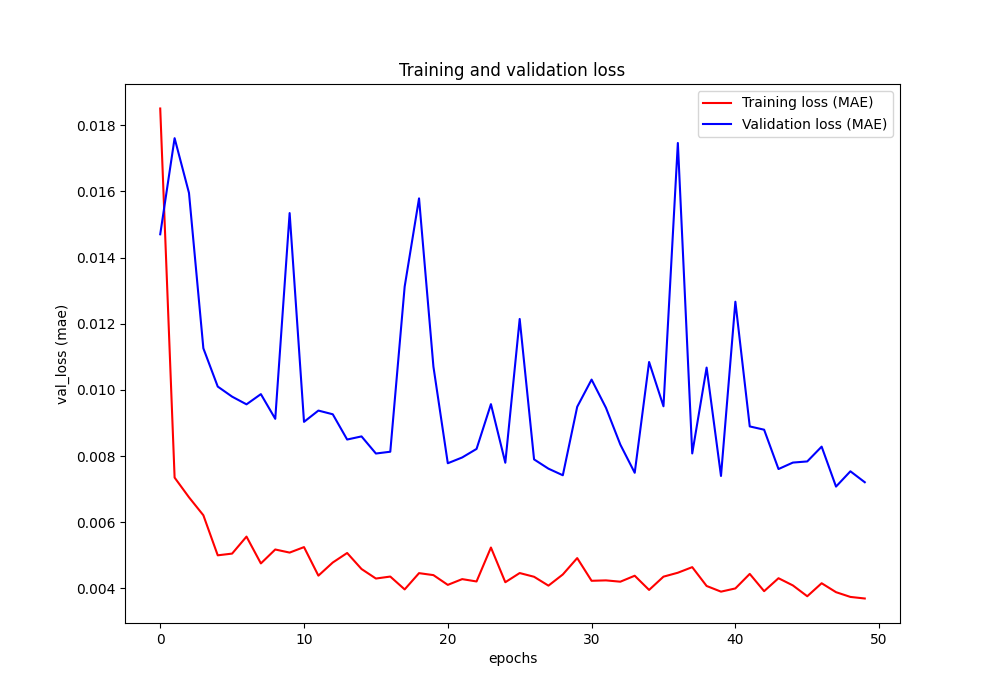 Training and validation loss
Training loss (MAE)
Validation loss (MAE)
0.018
0.016
0.014
0.012
0.010
0.008
0.006
0.004
val_loss (mae)
0 10 20 30 40 50
epochs